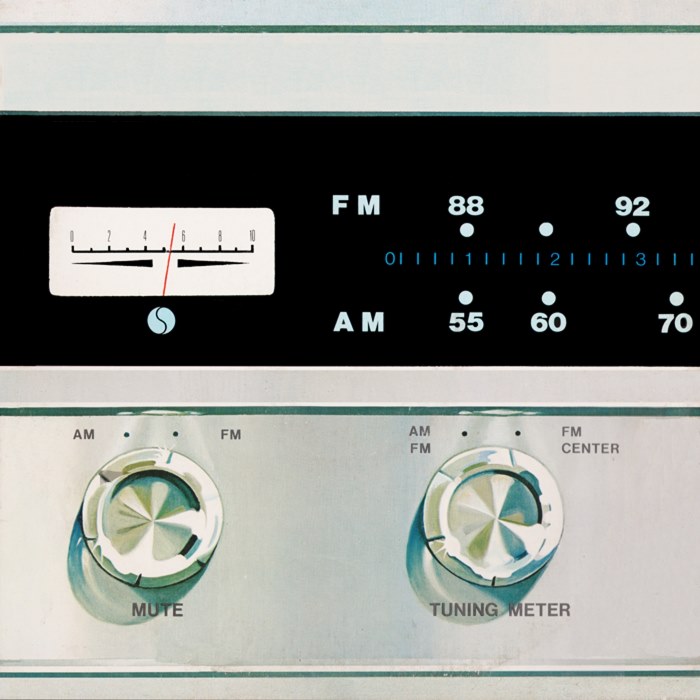 0 2 4 6 8 10
FM 88 92
0 1 2 3
AM 55 60 70
AM FM
AM FM
FM CENTER
MUTE
TUNING METER